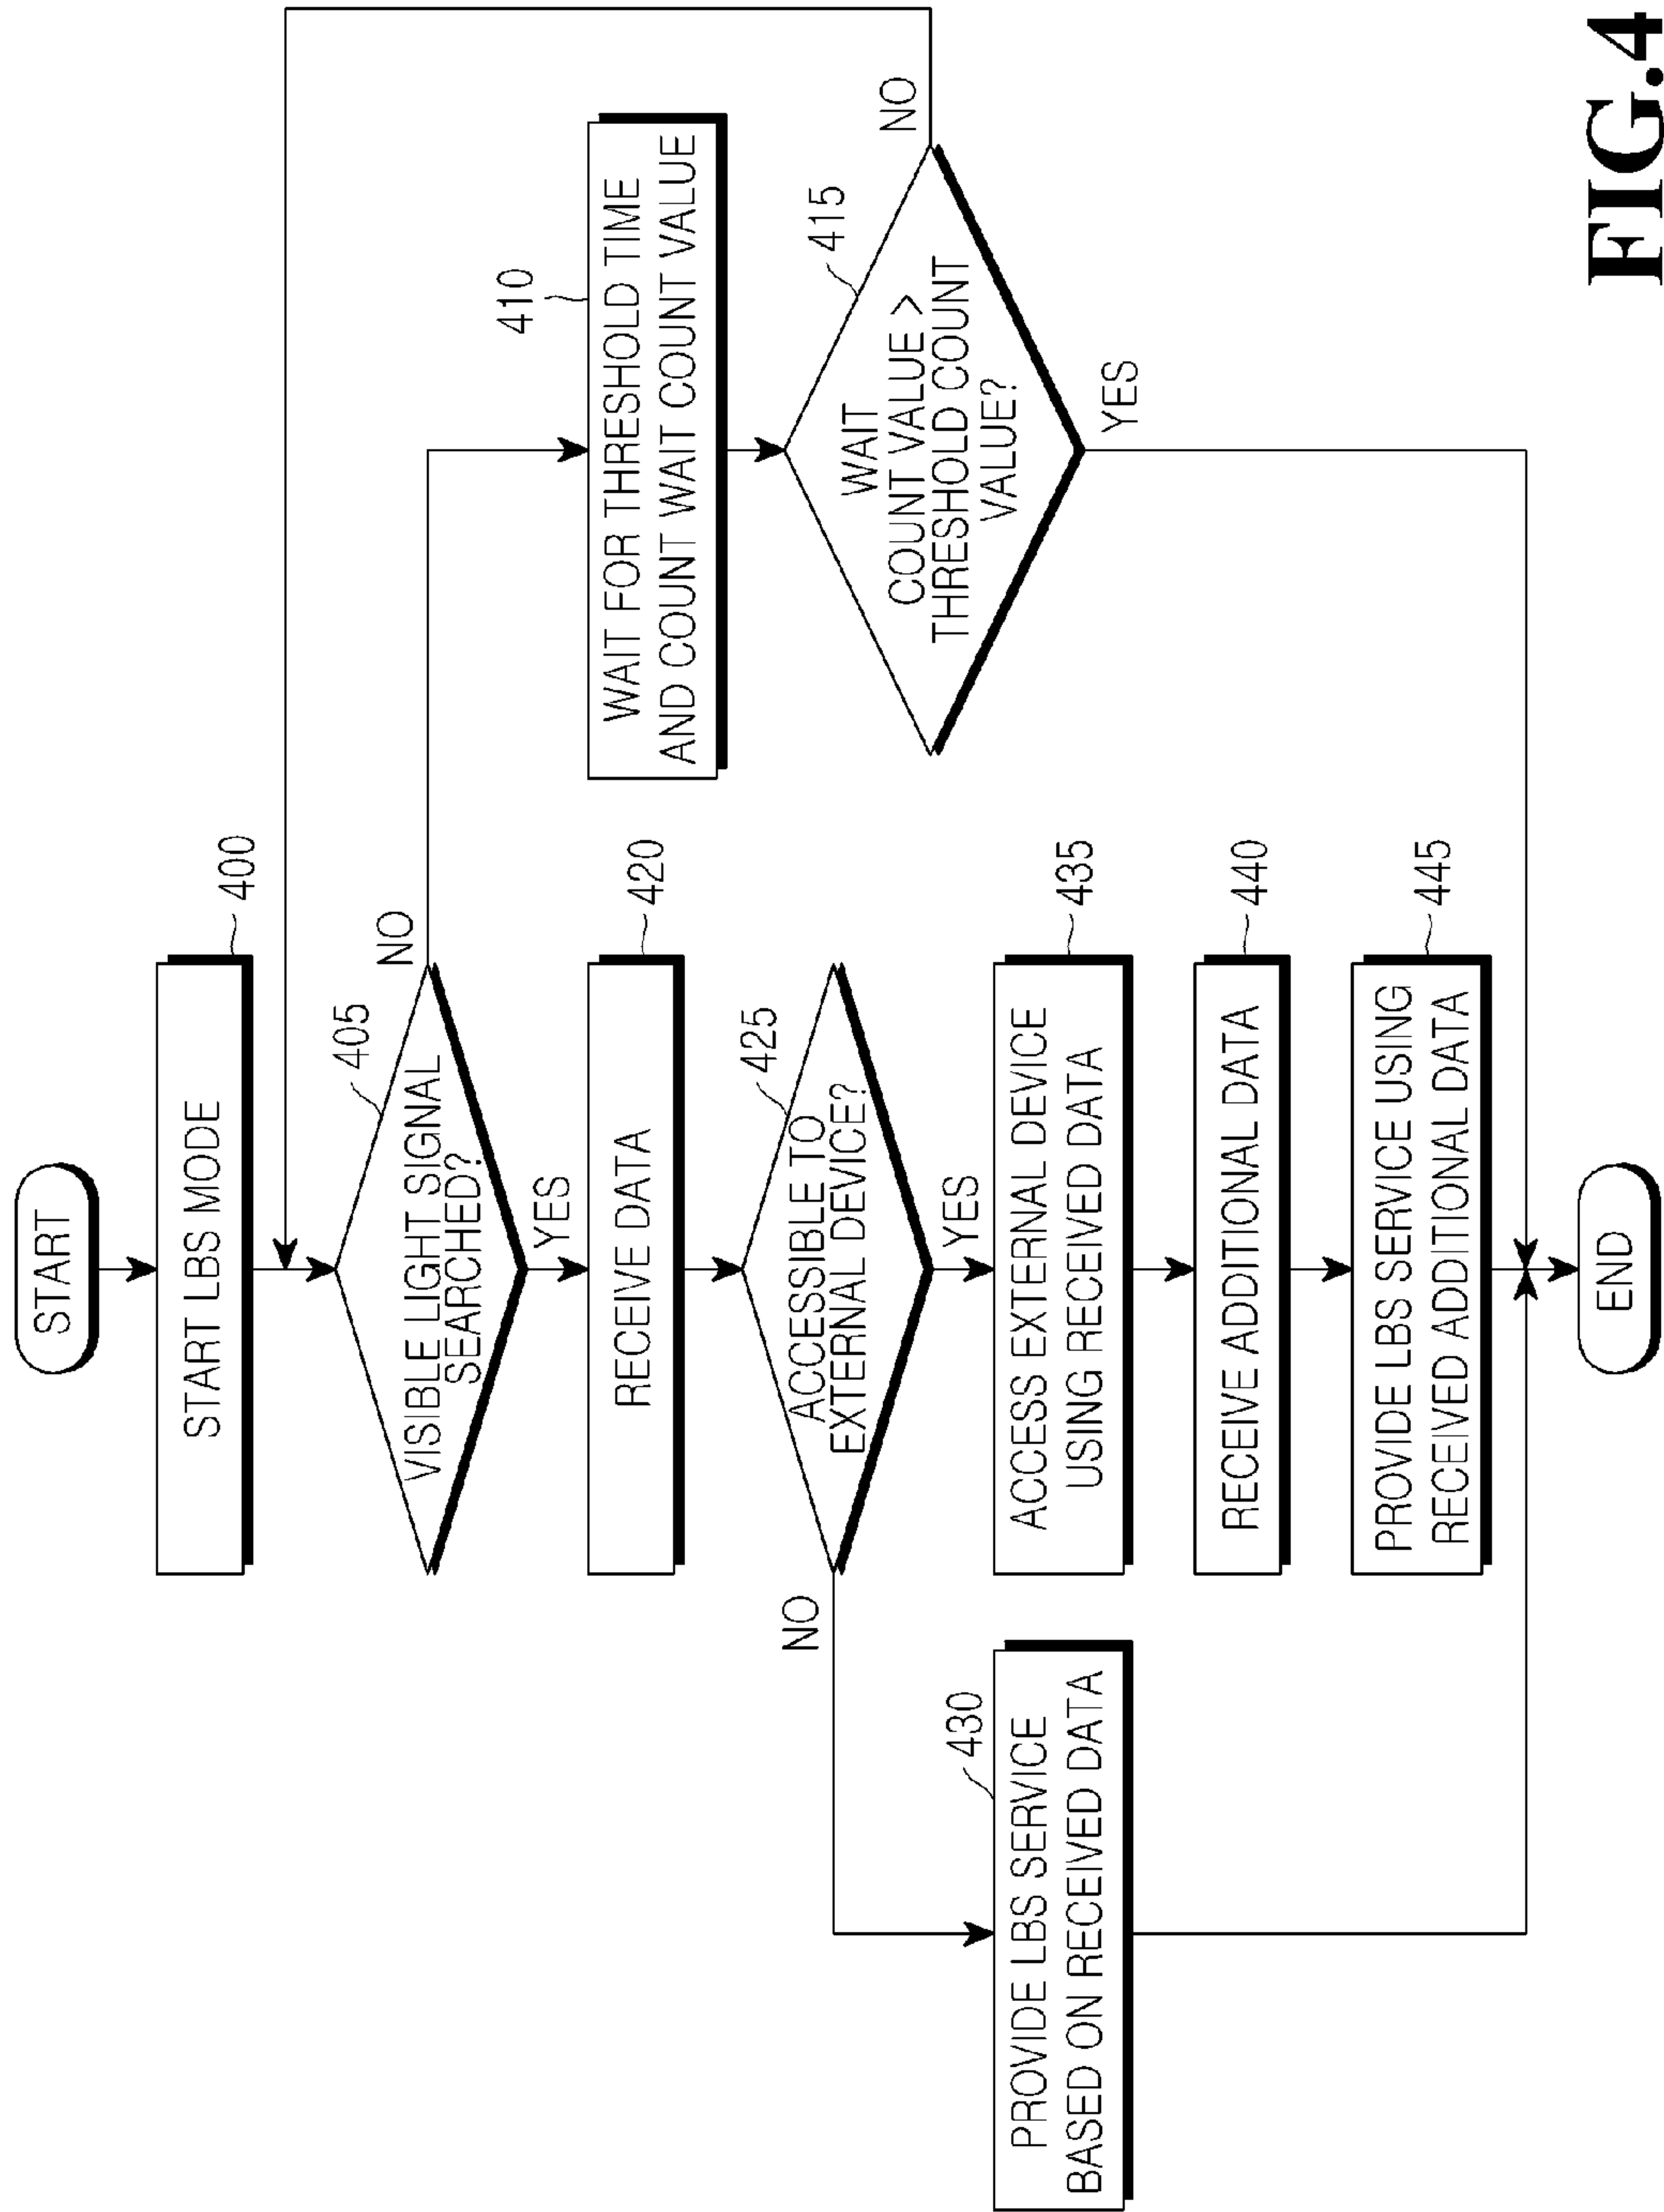 START
START LBS MODE
400
VISIBLE LIGHT SIGNAL
SEARCHED?
405
NO
YES
WAIT FOR THRESHOLD TIME
AND COUNT WAIT COUNT VALUE
410
WAIT
COUNT VALUE >
THRESHOLD COUNT
VALUE?
415
NO
YES
RECEIVE DATA
420
ACCESSIBLE TO
EXTERNAL DEVICE?
425
NO
YES
PROVIDE LBS SERVICE
BASED ON RECEIVED DATA
430
ACCESS EXTERNAL DEVICE
USING RECEIVED DATA
435
RECEIVE ADDITIONAL DATA
440
PROVIDE LBS SERVICE USING
RECEIVED ADDITIONAL DATA
445
END
FIG.4